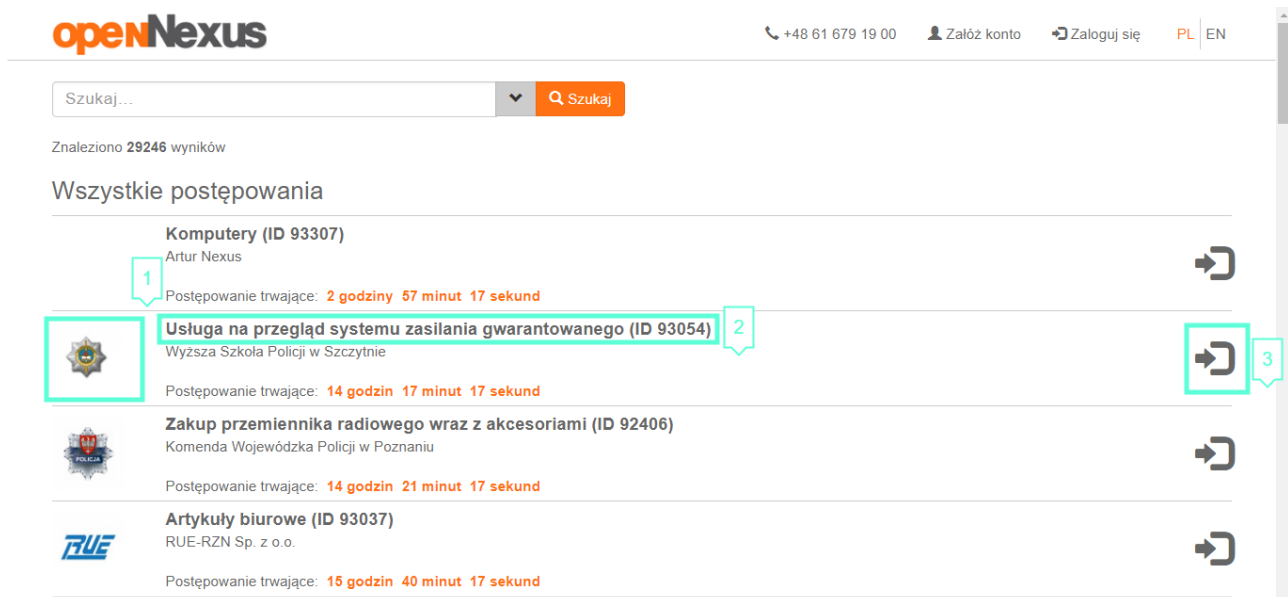 openNexus
+48 61 679 19 00 Załóż konto Zaloguj się PL EN
Szukaj... Szukaj
Znaleziono 29246 wyników
Wszystkie postępowania
Komputery (ID 93307)
Artur Nexus
1
Postępowanie trwające: 2 godziny 57 minut 17 sekund
Usługa na przegląd systemu zasilania gwarantowanego (ID 93054) 2
Wyższa Szkoła Policji w Szczytnie
3
Postępowanie trwające: 14 godzin 17 minut 17 sekund
Zakup przemiennika radiowego wraz z akcesoriami (ID 92406)
Komenda Wojewódzka Policji w Poznaniu
POLICJA
Postępowanie trwające: 14 godzin 21 minut 17 sekund
Artykuły biurowe (ID 93037)
RUE-RZN Sp. z o.o.
RUE
Postępowanie trwające: 15 godzin 40 minut 17 sekund